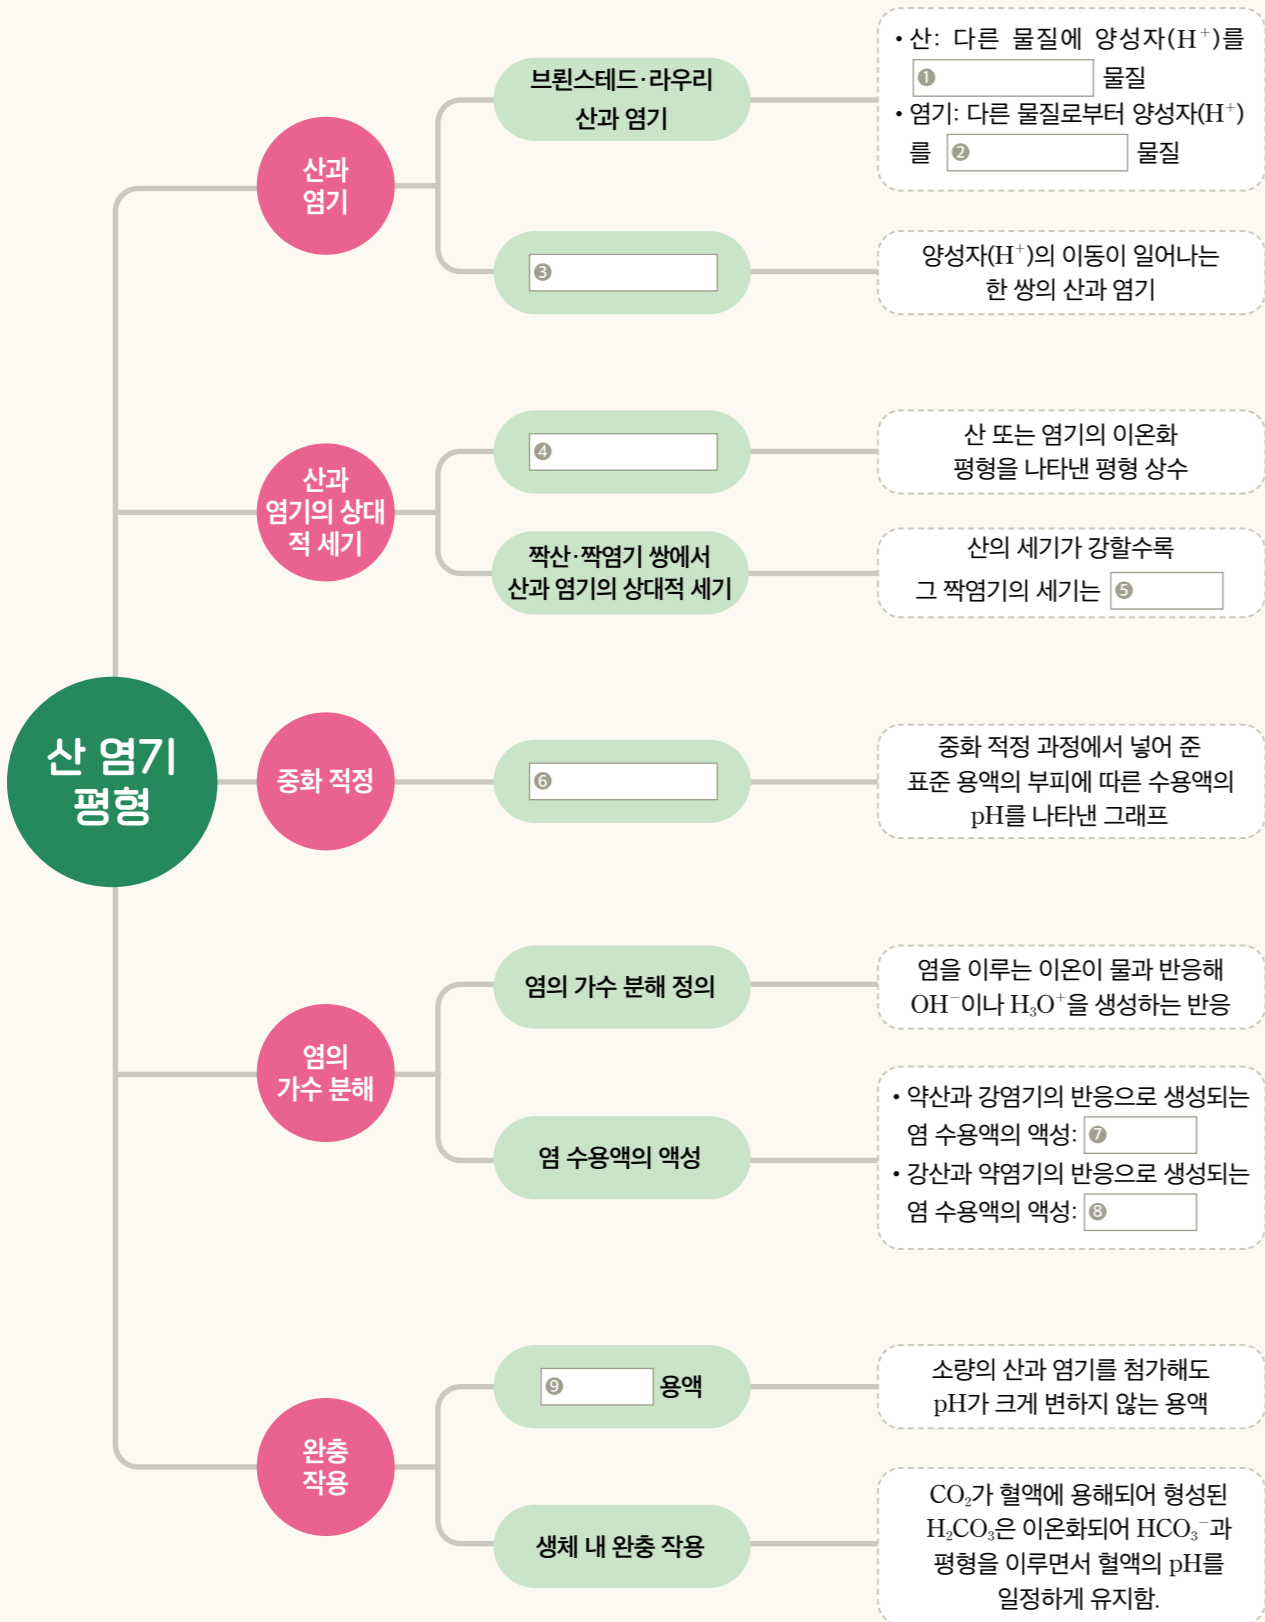 산 염기
평형
산과
염기
브뢴스테드·라우리
산과 염기
• 산: 다른 물질에 양성자(H⁺)를
❶ 물질
• 염기: 다른 물질로부터 양성자(H⁺)
를 ❷ 물질
❸
양성자(H⁺)의 이동이 일어나는
한 쌍의 산과 염기
산과
염기의 상대
적 세기
❹
산 또는 염기의 이온화
평형을 나타낸 평형 상수
짝산·짝염기 쌍에서
산과 염기의 상대적 세기
산의 세기가 강할수록
그 짝염기의 세기는 ❺
중화 적정
❻
중화 적정 과정에서 넣어 준
표준 용액의 부피에 따른 수용액의
pH를 나타낸 그래프
염의
가수 분해
염의 가수 분해 정의
염을 이루는 이온이 물과 반응해
OH⁻이나 H₃O⁺을 생성하는 반응
염 수용액의 액성
• 약산과 강염기의 반응으로 생성되는
염 수용액의 액성: ❼
• 강산과 약염기의 반응으로 생성되는
염 수용액의 액성: ❽
완충
작용
❾ 용액
소량의 산과 염기를 첨가해도
pH가 크게 변하지 않는 용액
생체 내 완충 작용
CO₂가 혈액에 용해되어 형성된
H₂CO₃은 이온화되어 HCO₃⁻과
평형을 이루면서 혈액의 pH를
일정하게 유지함.